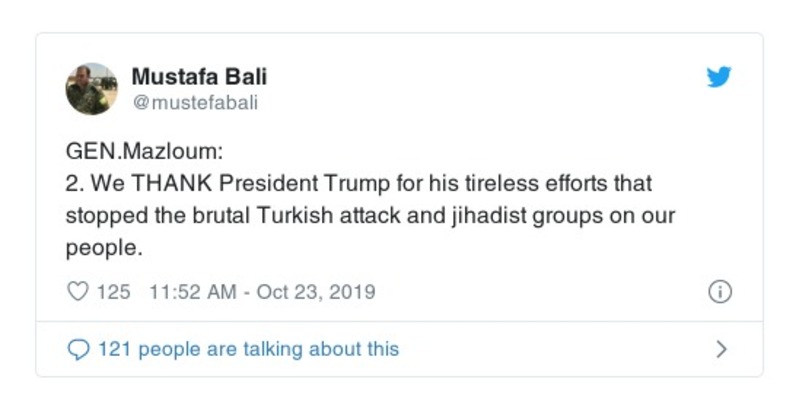 Mustafa Bali
@mustefabali
GEN.Mazloum:
2. We THANK President Trump for his tireless efforts that
stopped the brutal Turkish attack and jihadist groups on our
people.
125 11:52 AM - Oct 23, 2019
121 people are talking about this